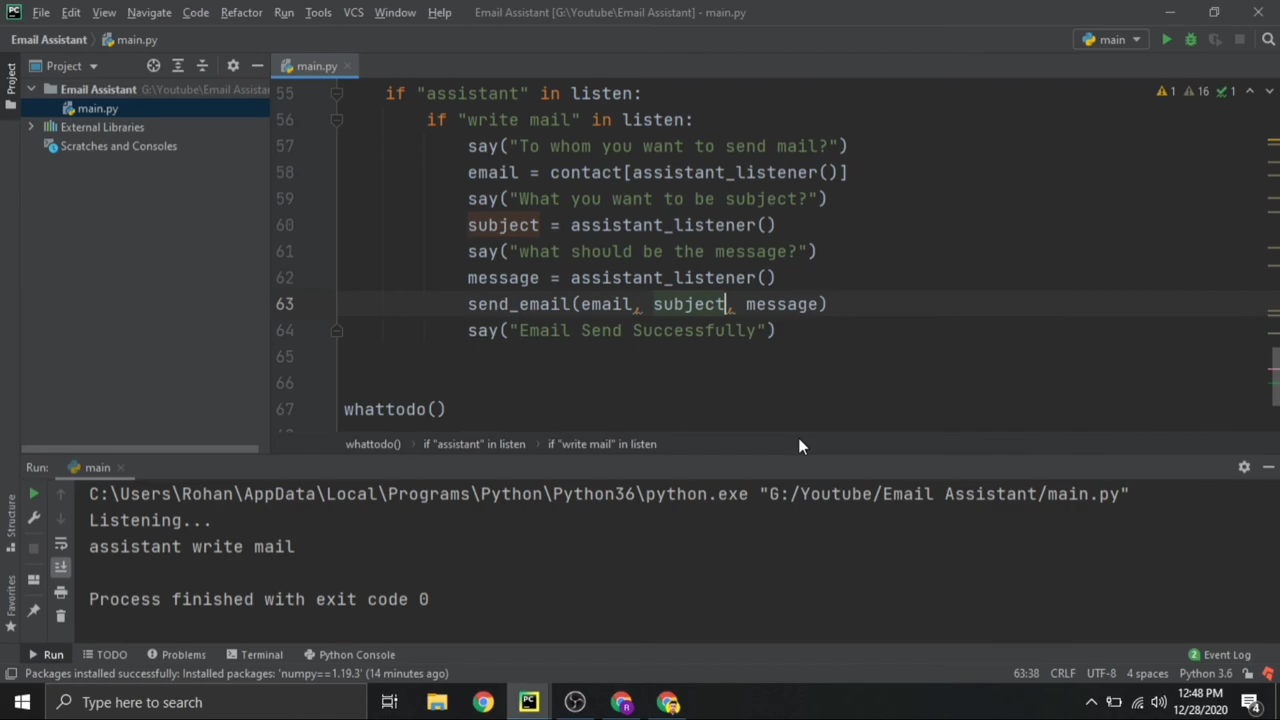 File Edit View Navigate Code Refactor Run Tools VCS Window Help Email Assistant [G:\Youtube\Email Assistant] - main.py
Email Assistant main.py main
Project
Project
main.py
Email Assistant G:\Youtube\Email Assistan
main.py
External Libraries
Scratches and Consoles
1 16 1
55 if "assistant" in listen:
56 if "write mail" in listen:
57 say("To whom you want to send mail?")
58 email = contact[assistant_listener()]
59 say("What you want to be subject?")
60 subject = assistant_listener()
61 say("what should be the message?")
62 message = assistant_listener()
63 send_email(email, subject, message)
64 say("Email Send Successfully")
65
66
67 whattodo()
whattodo() if "assistant" in listen if "write mail" in listen
Run: main
C:\Users\Rohan\AppData\Local\Programs\Python\Python36\python.exe "G:/Youtube/Email Assistant/main.py"
Listening...
assistant write mail
Process finished with exit code 0
Structure
Favorites
Run TODO Problems Terminal Python Console 2 Event Log
Packages installed successfully: Installed packages: 'numpy==1.19.3' (14 minutes ago) 63:38 CRLF UTF-8 4 spaces Python 3.6
Type here to search
12:48 PM
12/28/2020
4